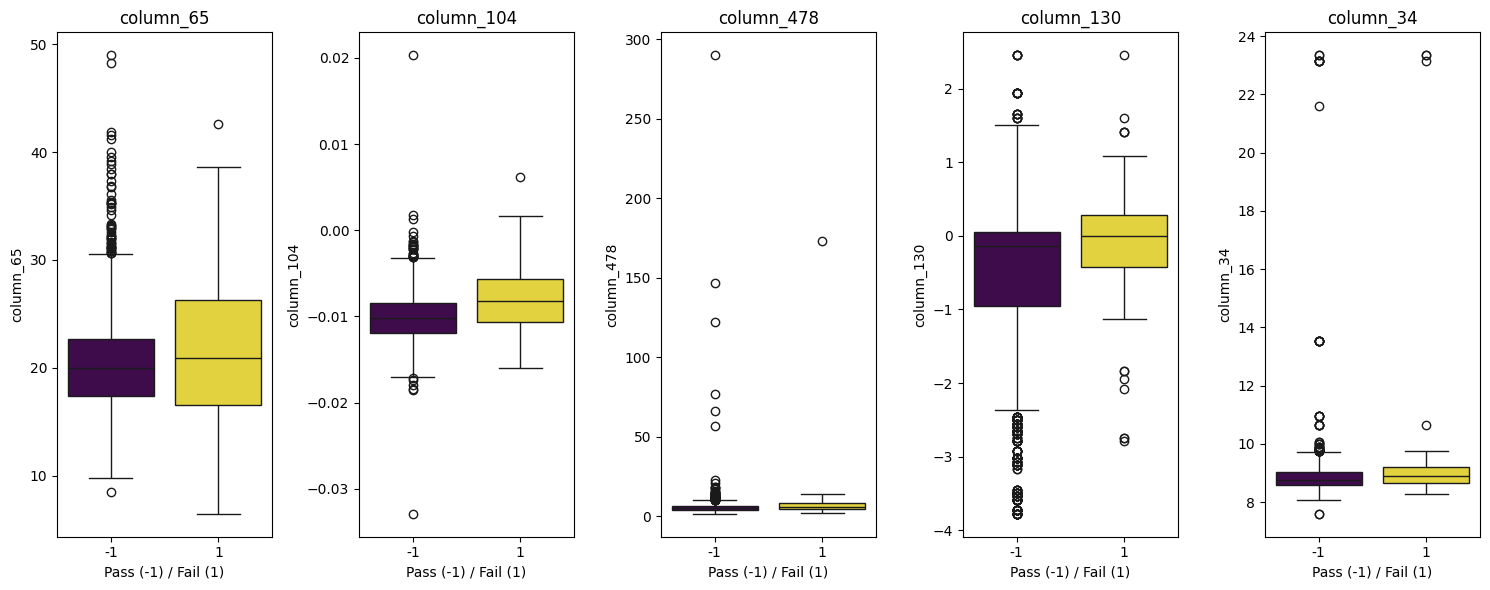 column_65
column_65
50
40
30
20
10
-1
1
Pass (-1) / Fail (1)
column_104
column_104
0.02
0.01
0.00
−0.01
−0.02
−0.03
-1
1
Pass (-1) / Fail (1)
column_478
column_478
300
250
200
150
100
50
0
-1
1
Pass (-1) / Fail (1)
column_130
column_130
2
1
0
−1
−2
−3
−4
-1
1
Pass (-1) / Fail (1)
column_34
column_34
24
22
20
18
16
14
12
10
8
-1
1
Pass (-1) / Fail (1)